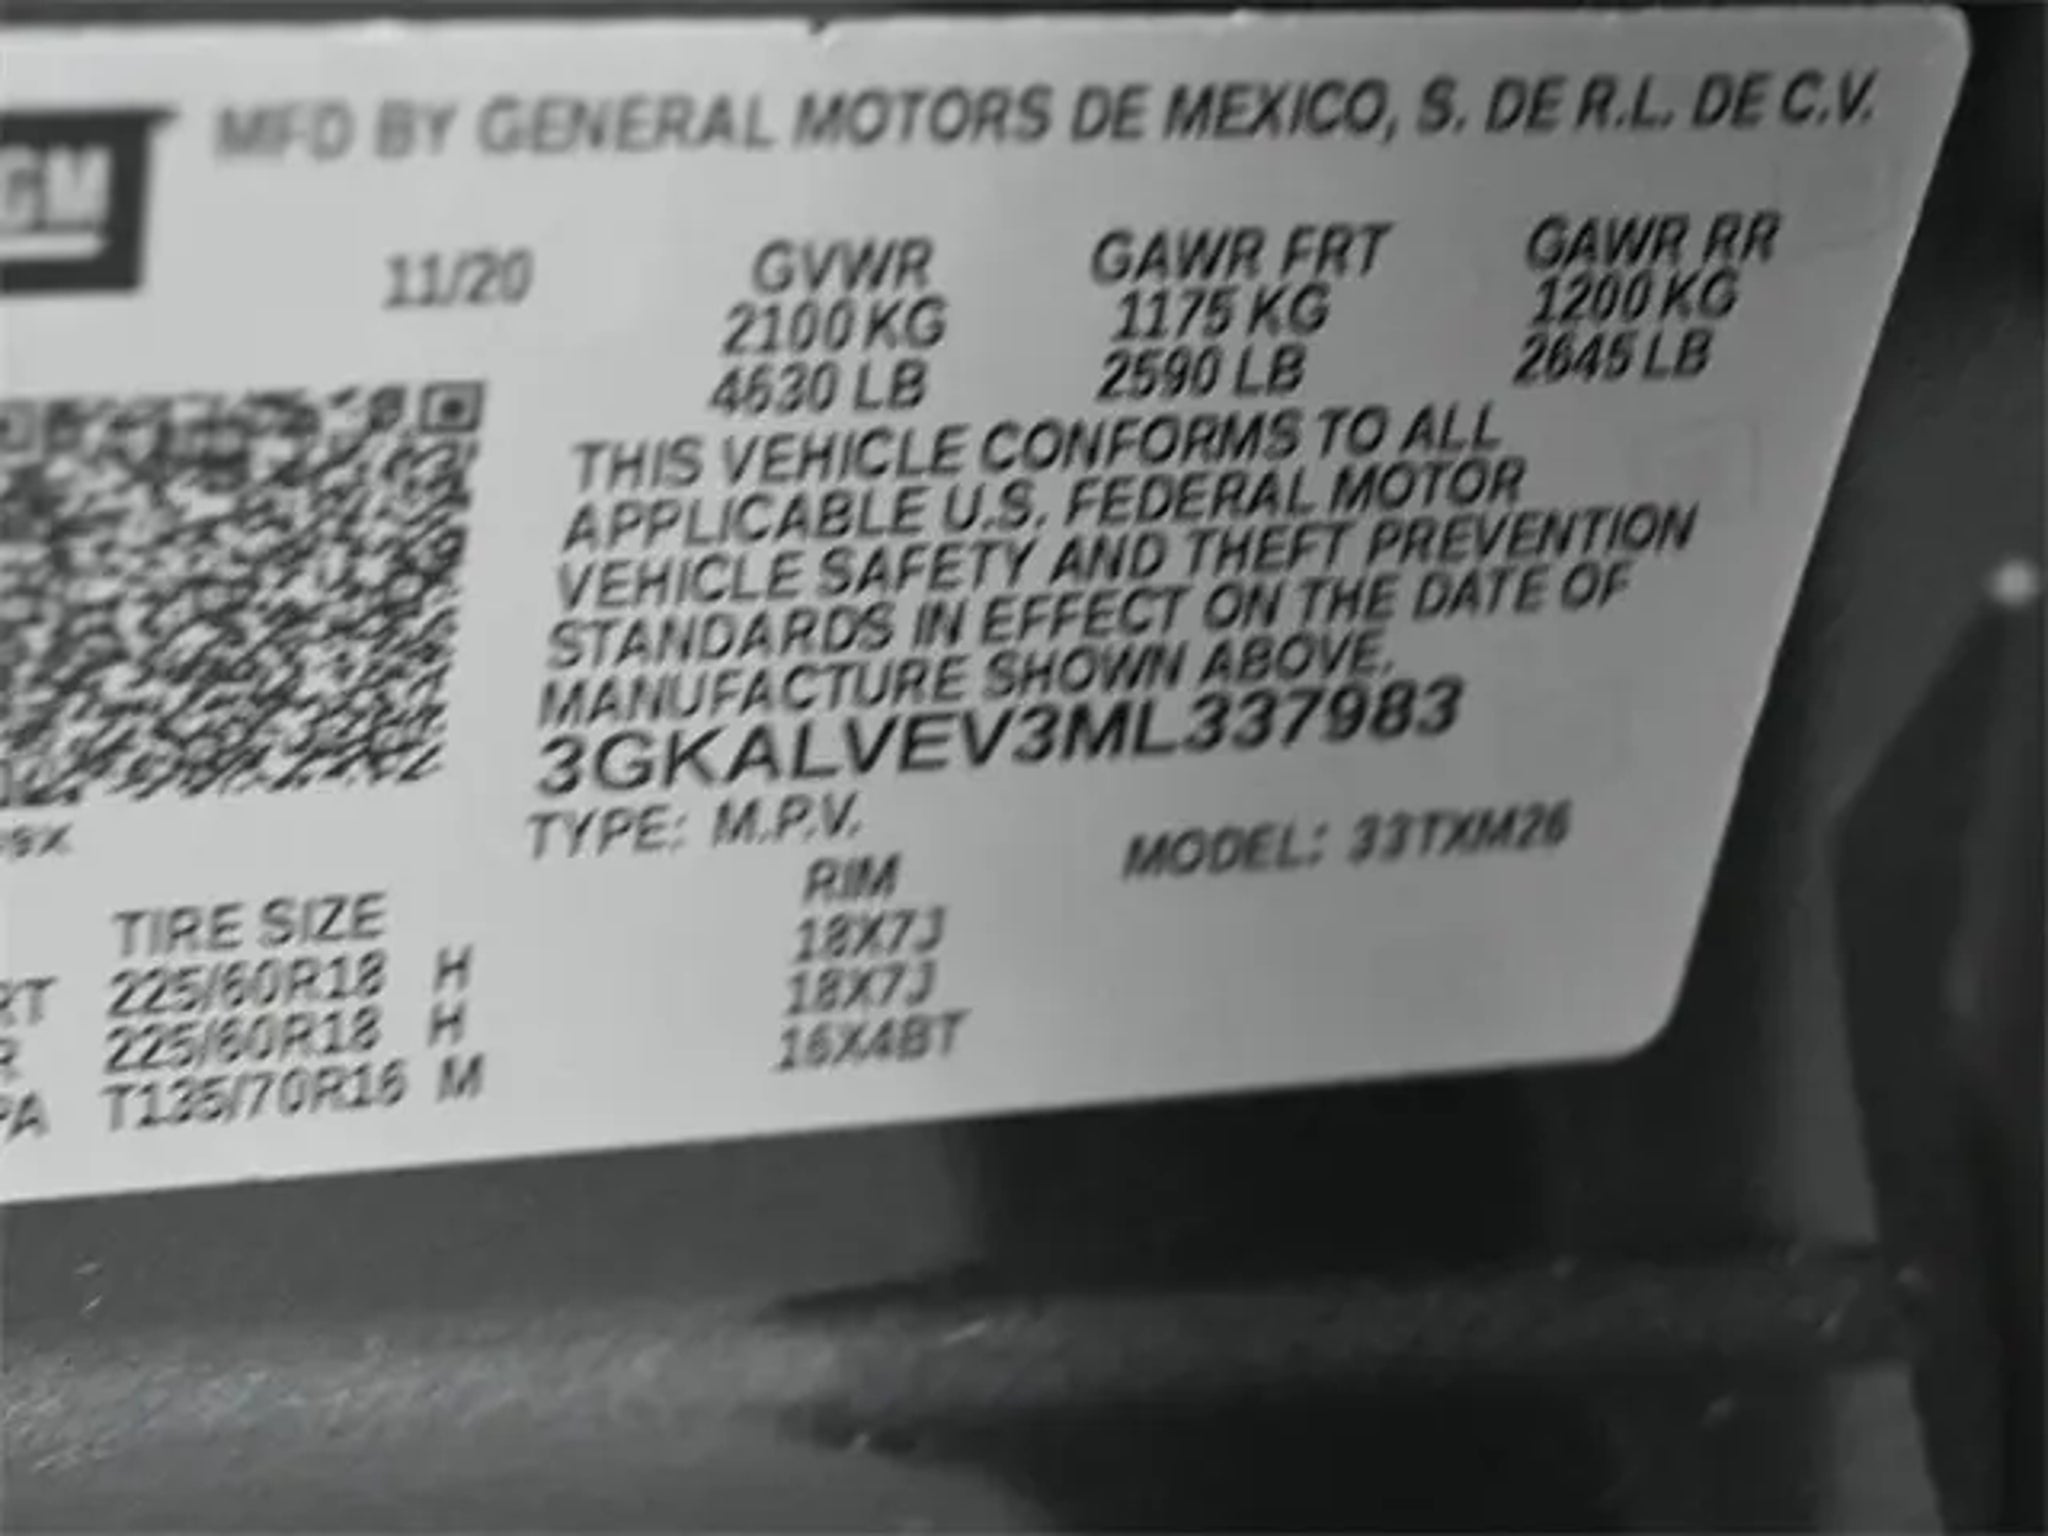 MFD BY GENERAL MOTORS DE MEXICO, S. DE R.L. DE C.V.
GM
11/20 GVWR GAWR FRT GAWR RR
2100 KG 1175 KG 1200 KG
4630 LB 2590 LB 2645 LB
THIS VEHICLE CONFORMS TO ALL
APPLICABLE U.S. FEDERAL MOTOR
VEHICLE SAFETY AND THEFT PREVENTION
STANDARDS IN EFFECT ON THE DATE OF
MANUFACTURE SHOWN ABOVE.
3GKALVEV3ML337983
TYPE: M.P.V. MODEL: 33TXM26
TIRE SIZE RIM
RT 225/60R18 H 18X7J
R 225/60R18 H 18X7J
PA T135/70R16 M 16X4BT